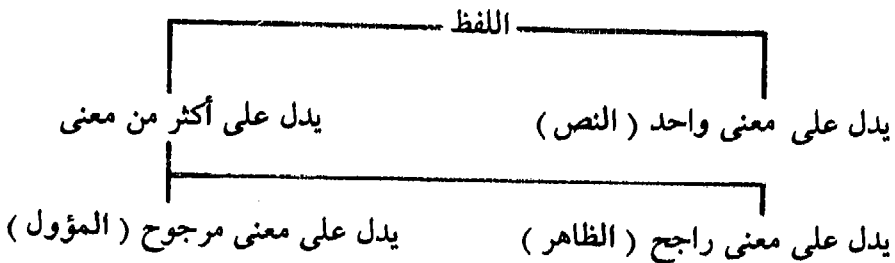 اللفظ
يدل على معنى واحد ( النص ) يدل على أكثر من معنى
يدل على معنى راجح ( الظاهر ) يدل على معنى مرجوح ( المؤول )